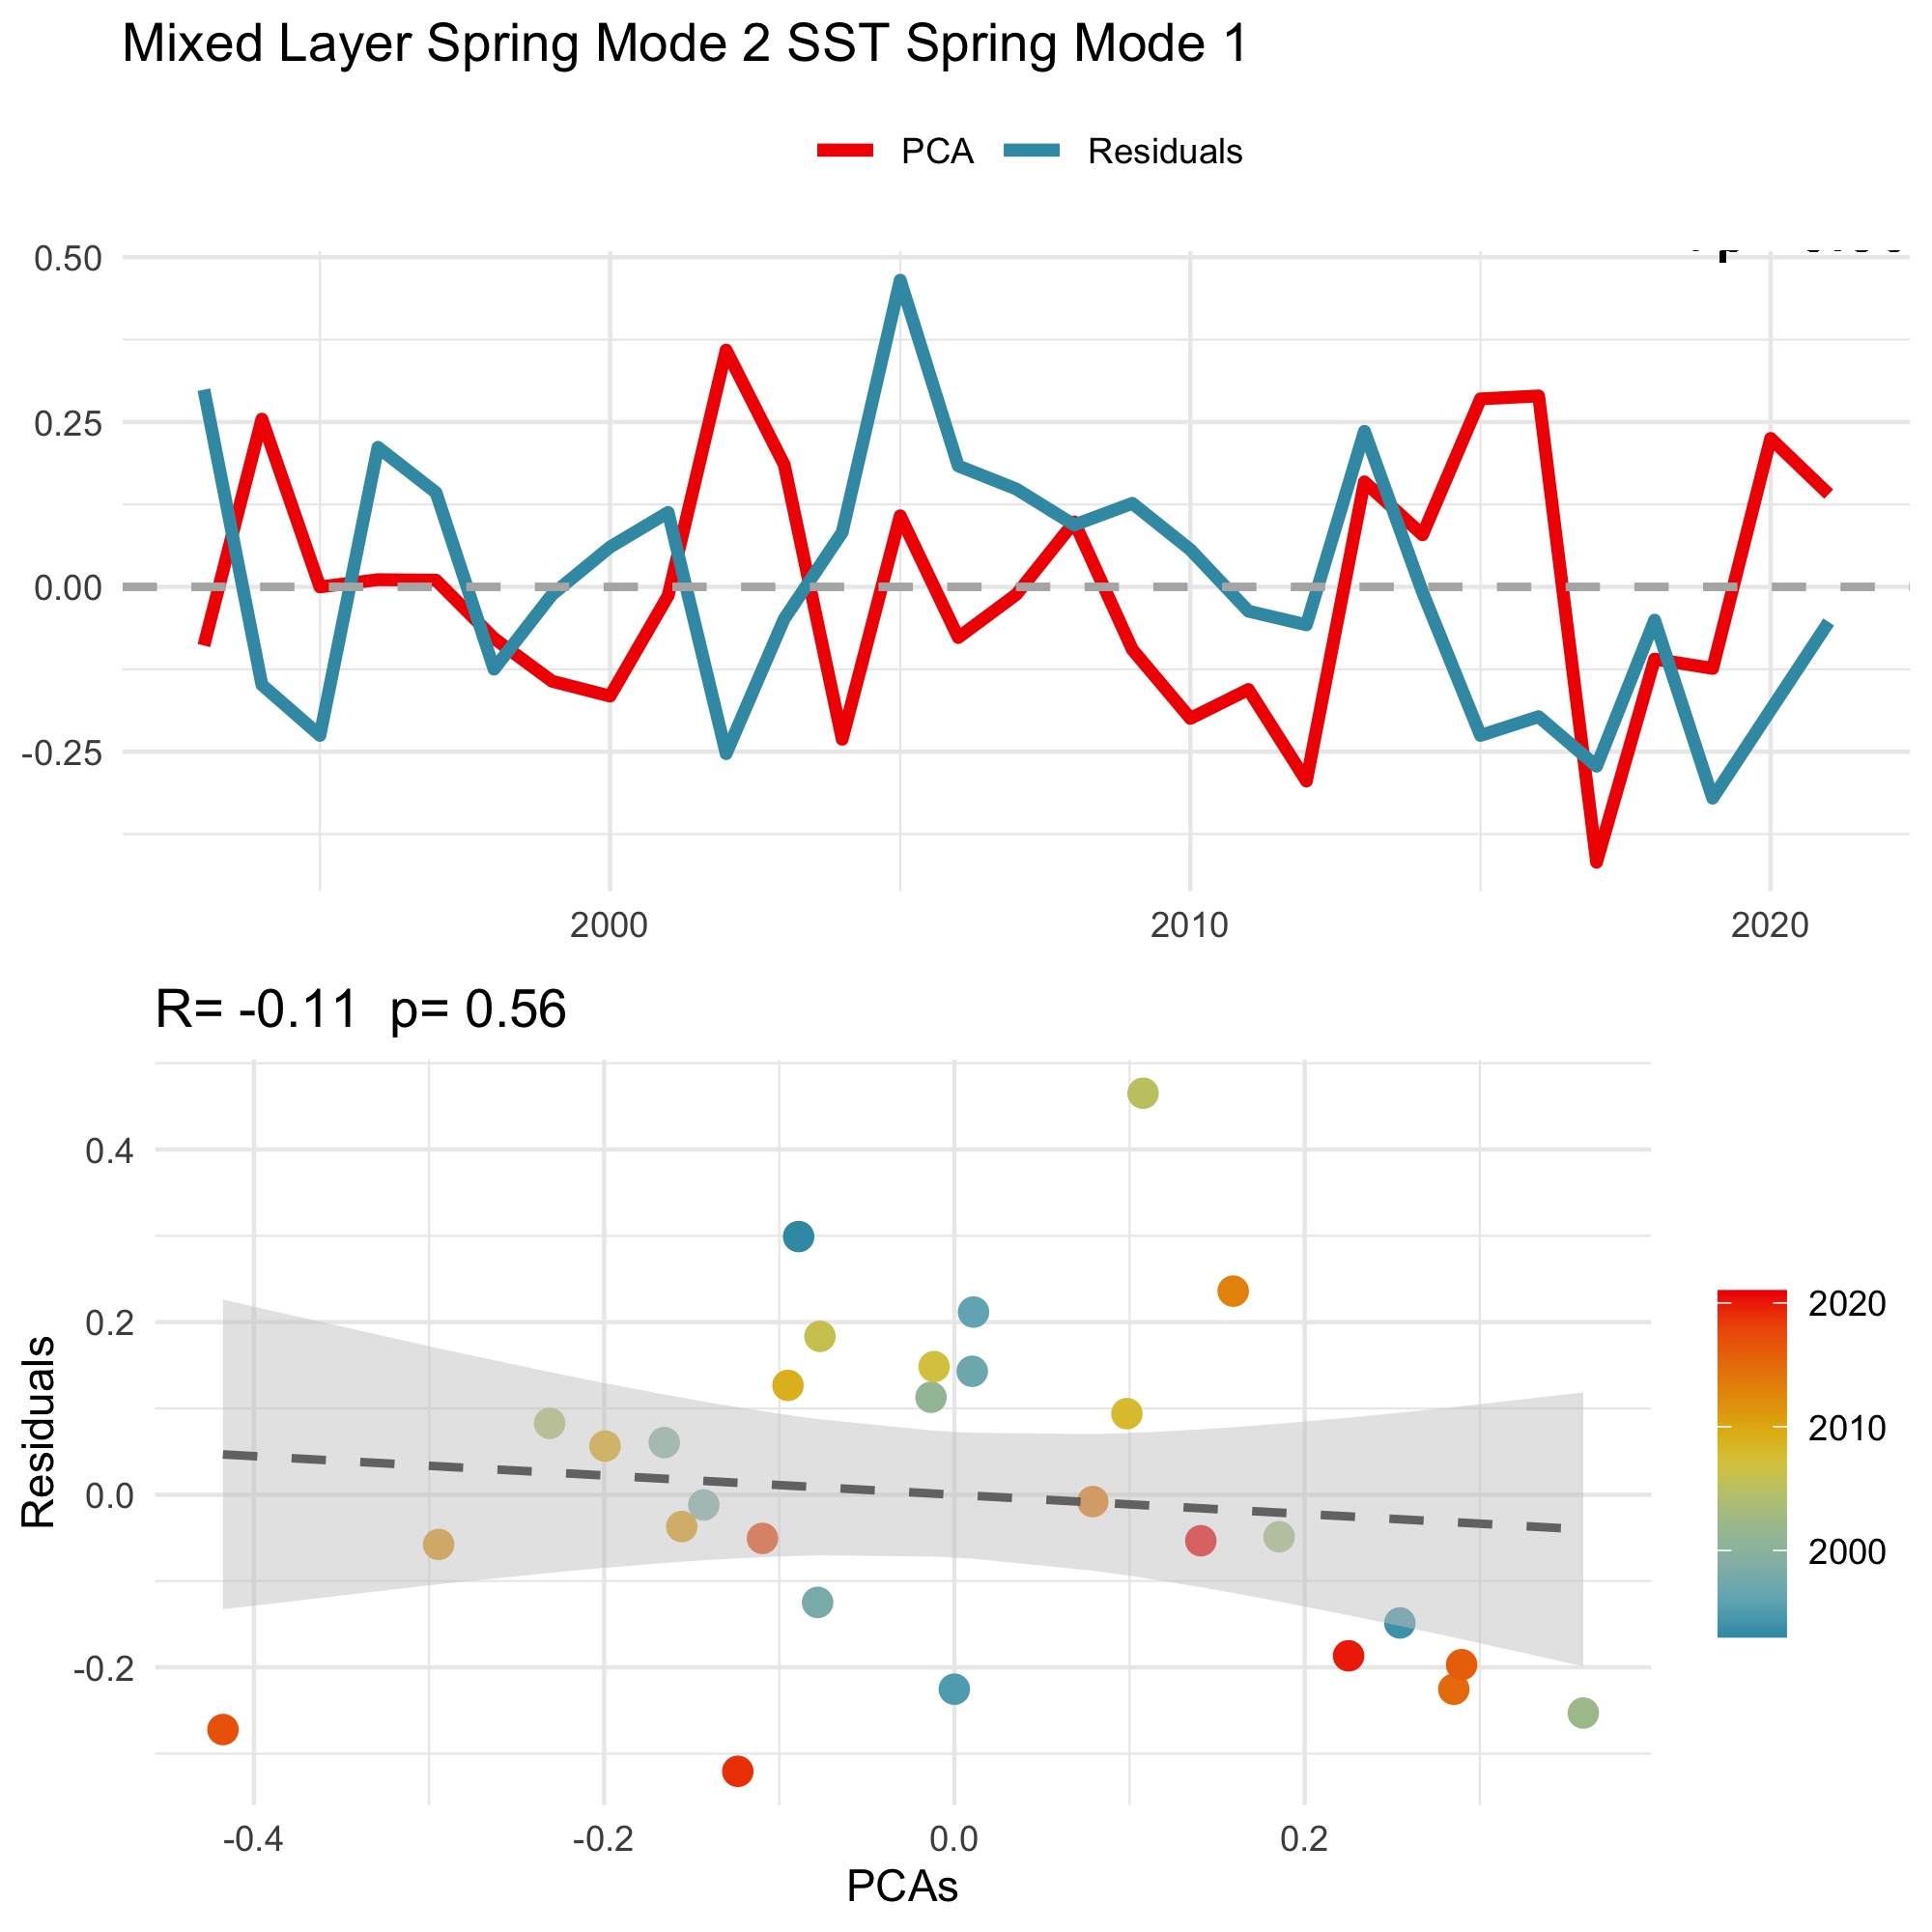 Mixed Layer Spring Mode 2 SST Spring Mode 1
PCA Residuals
0.50
0.25
0.00
-0.25
2000 2010 2020
R= -0.11 p= 0.56
Residuals
0.4
0.2
0.0
-0.2
-0.4 -0.2 0.0 0.2
PCAs
2020
2010
2000